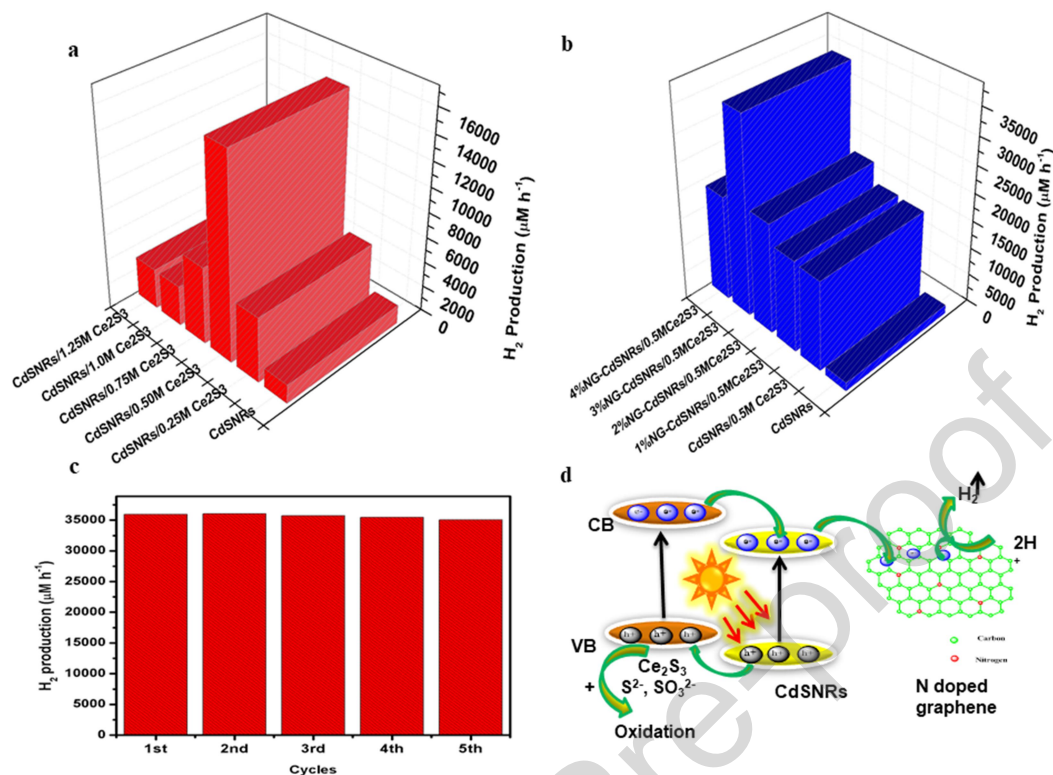 a
16000
14000
12000
10000
8000
6000
4000
2000
0
H2 Production (μM h-1)
CdSNRs/1.25M Ce2S3
CdSNRs/1.0M Ce2S3
CdSNRs/0.75M Ce2S3
CdSNRs/0.50M Ce2S3
CdSNRs/0.25M Ce2S3
CdSNRs
b
35000
30000
25000
20000
15000
10000
5000
0
H2 Production (μM h-1)
4%NG-CdSNRs/0.5MCe2S3
3%NG-CdSNRs/0.5MCe2S3
2%NG-CdSNRs/0.5MCe2S3
1%NG-CdSNRs/0.5MCe2S3
CdSNRs/0.5M Ce2S3
CdSNRs
c
35000
30000
25000
20000
15000
10000
5000
0
H2 production (μM h-1)
1st 2nd 3rd 4th 5th
Cycles
d
CB
e- e- e-
e- e- e-
VB
h+ h+ h+
h+ h+ h+
Ce2S3
+ S2-, SO32-
Oxidation
CdSNRs
H2
2H
+
Carbon
Nitrogen
N doped
graphene
Pre-proof